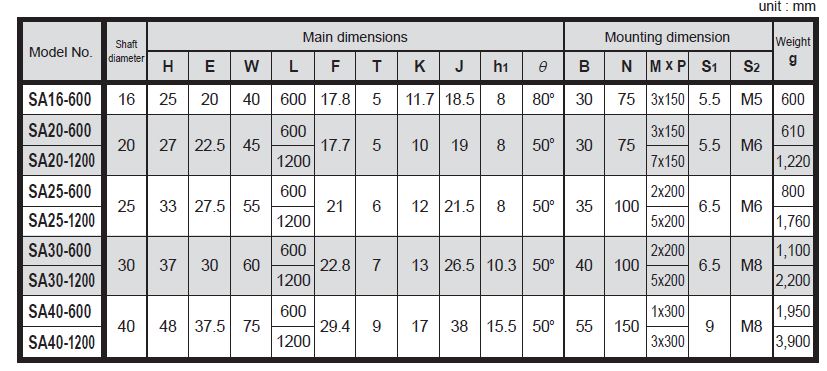 unit : mm
Model No. Shaft diameter Main dimensions Mounting dimension Weight g
H E W L F T K J h1 θ B N M x P S1 S2
SA16-600 16 25 20 40 600 17.8 5 11.7 18.5 8 80° 30 75 3x150 5.5 M5 600
SA20-600 20 27 22.5 45 600 17.7 5 10 19 8 50° 30 75 3x150 5.5 M6 610
SA20-1200 1200 7x150 1,220
SA25-600 25 33 27.5 55 600 21 6 12 21.5 8 50° 35 100 2x200 6.5 M6 800
SA25-1200 1200 5x200 1,760
SA30-600 30 37 30 60 600 22.8 7 13 26.5 10.3 50° 40 100 2x200 6.5 M8 1,100
SA30-1200 1200 5x200 2,200
SA40-600 40 48 37.5 75 600 29.4 9 17 38 15.5 50° 55 150 1x300 9 M8 1,950
SA40-1200 1200 3x300 3,900